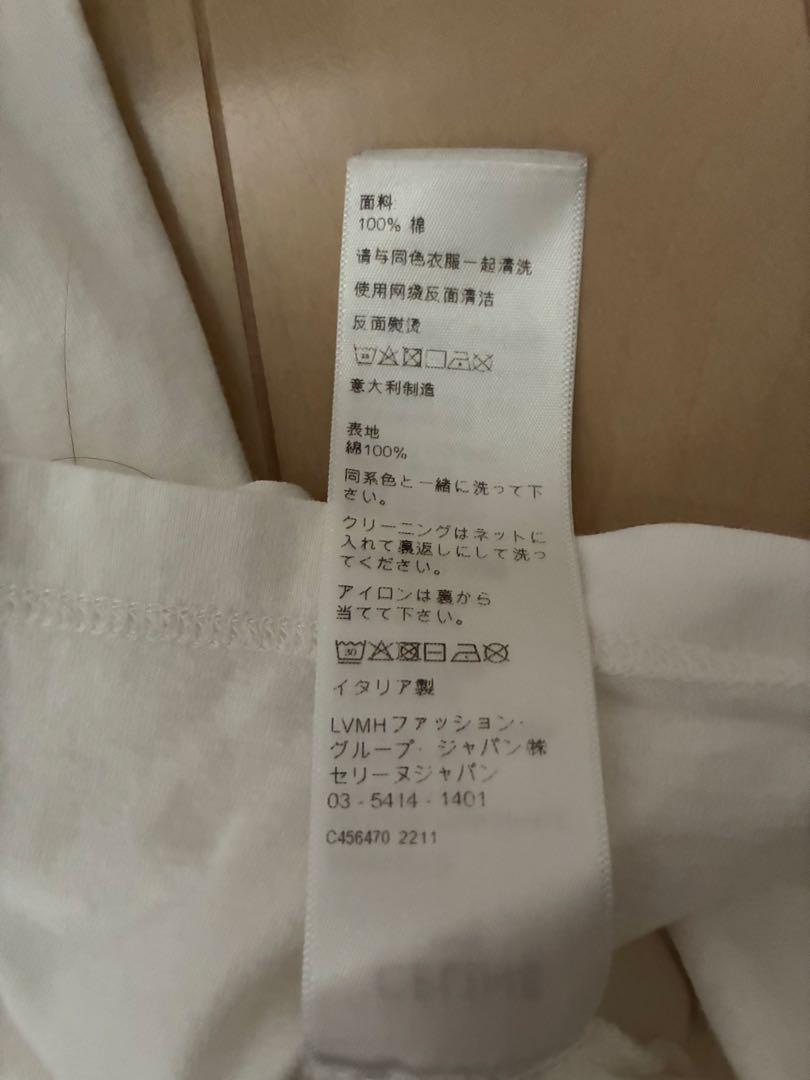 面料
100% 棉
请与同色衣服一起清洗
使用网袋反面清洁
反面熨烫
意大利制造
表地
綿100%
同系色と一緒に洗って下
さい。
クリーニングはネットに
入れて裏返しにして洗っ
てください。
アイロンは裏から
当てて下さい。
30
イタリア製
LVMHファッション・
グループ・ジャパン㈱
セリーヌジャパン
03-5414-1401
C456470 2211